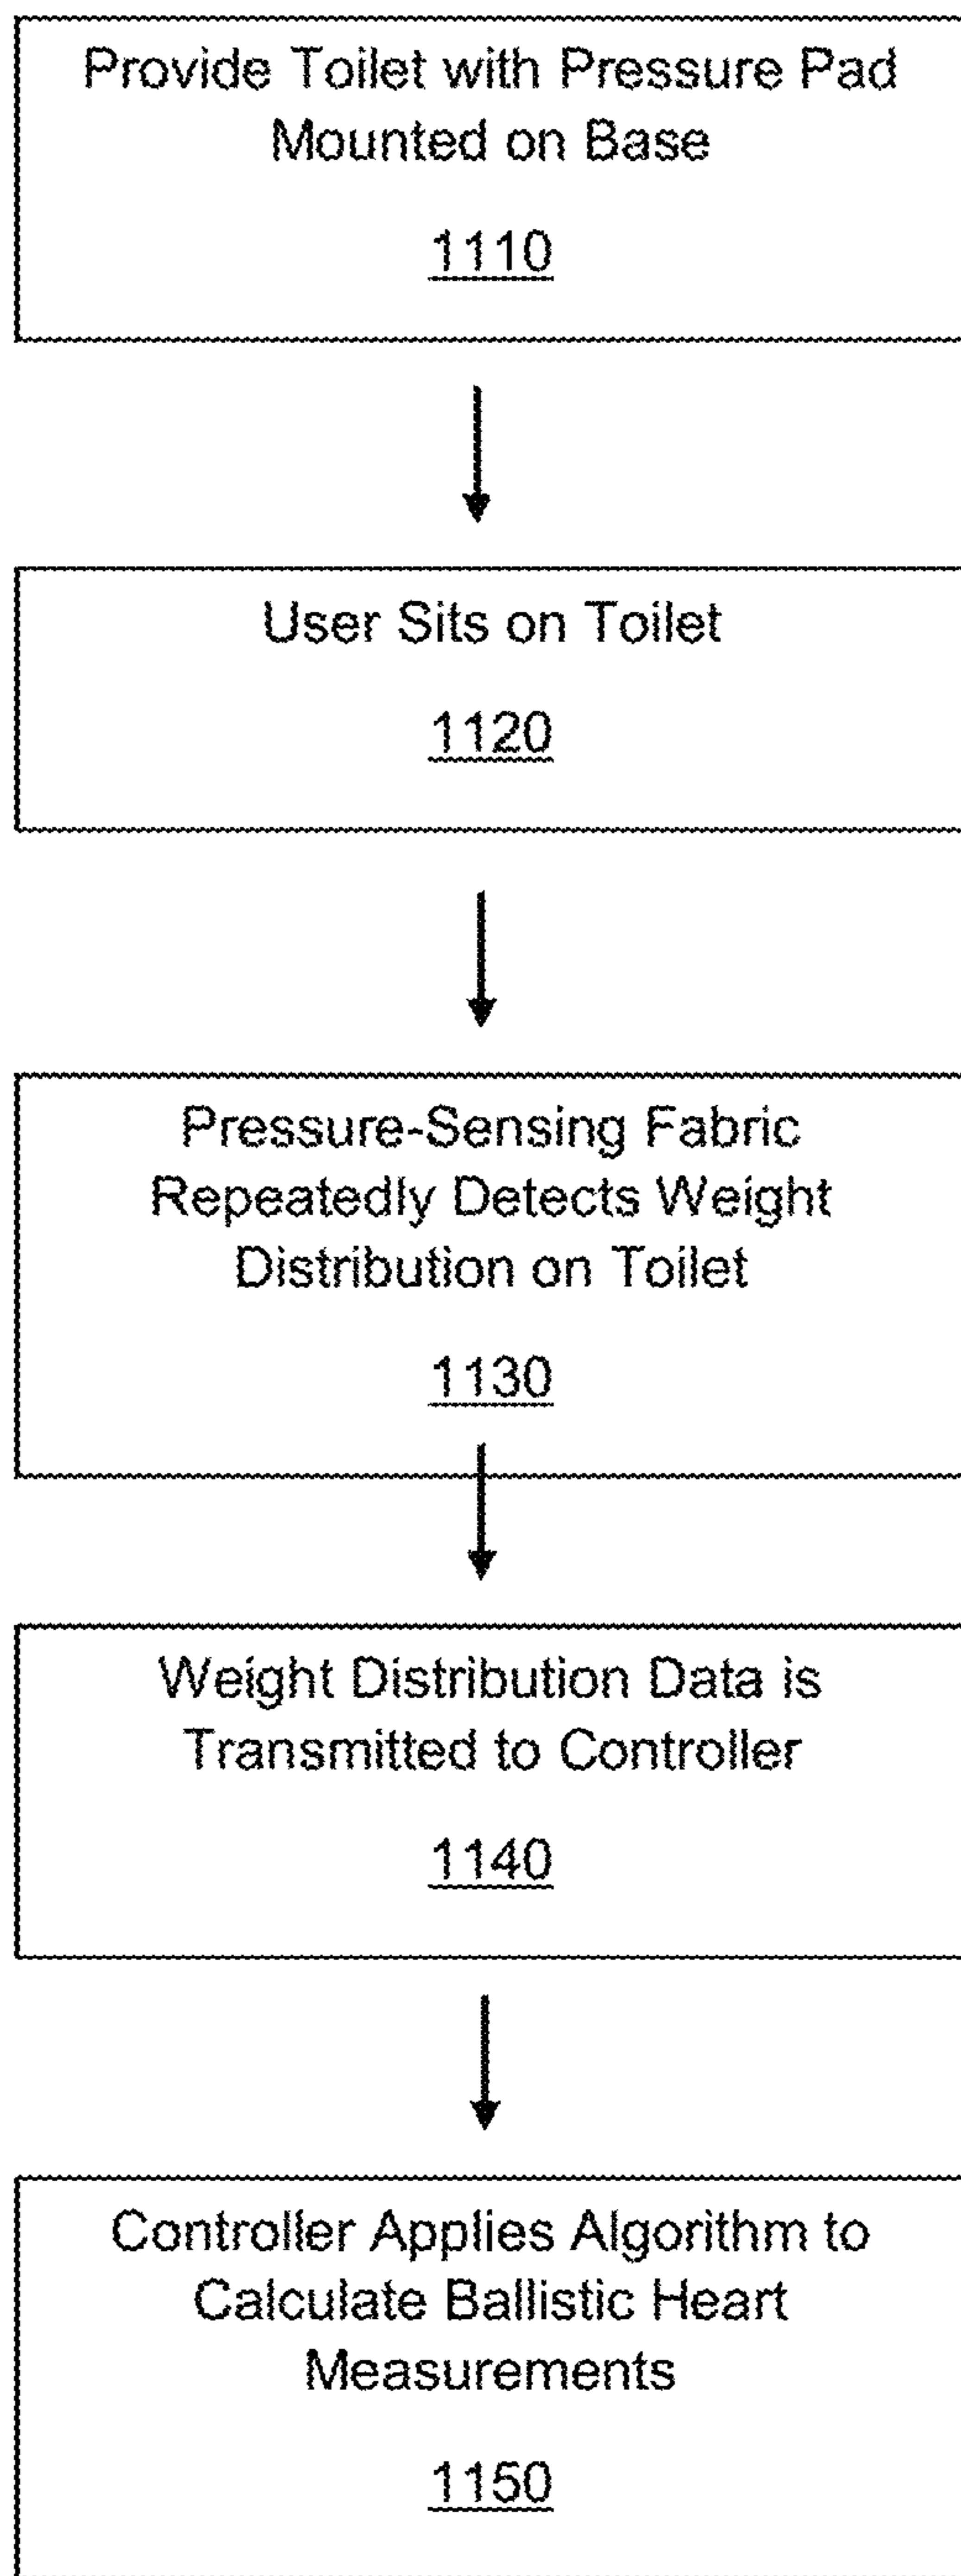 Provide Toilet with Pressure Pad
Mounted on Base
1110
User Sits on Toilet
1120
Pressure-Sensing Fabric
Repeatedly Detects Weight
Distribution on Toilet
1130
Weight Distribution Data is
Transmitted to Controller
1140
Controller Applies Algorithm to
Calculate Ballistic Heart
Measurements
1150